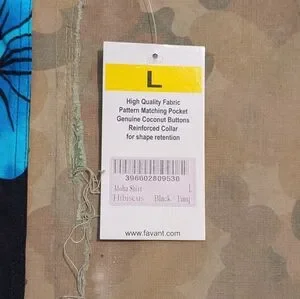 L
High Quality Fabric
Pattern Matching Pocket
Genuine Coconut Buttons
Reinforced Collar
for shape retention
396602809536
Aloha Shirt L
Hibiscus Black
www.favant.com